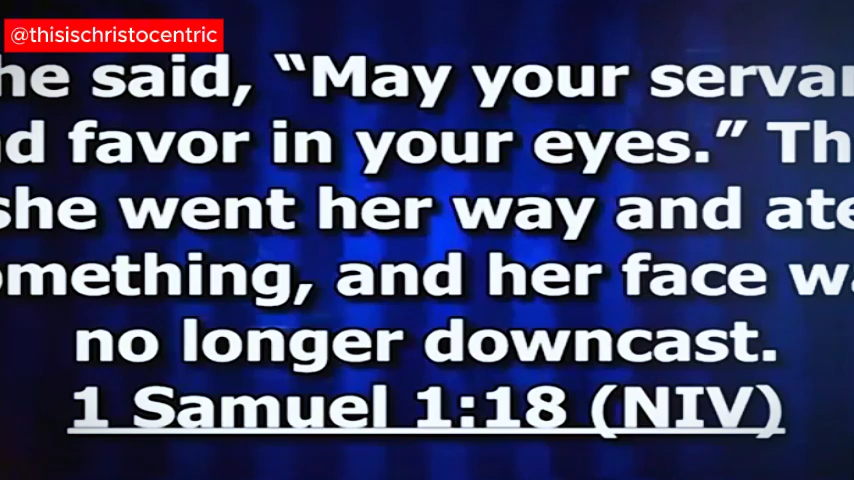 @thisischristocentric
he said, “May your servan
d favor in your eyes.” Th
she went her way and ate
omething, and her face wa
no longer downcast.
1 Samuel 1:18 (NIV)